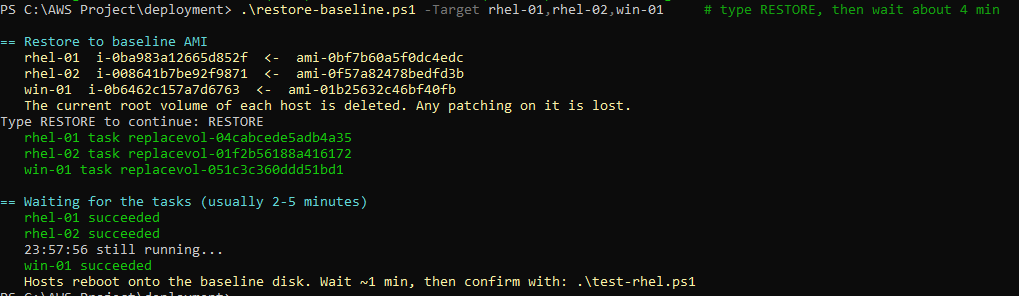 PS C:\AWS Project\deployment> .\restore-baseline.ps1 -Target rhel-01,rhel-02,win-01     # type RESTORE, then wait about 4 min
== Restore to baseline AMI
   rhel-01  i-0ba983a12665d852f  <-  ami-0bf7b60a5f0dc4edc
   rhel-02  i-008641b7be92f9871  <-  ami-0f57a82478bedfd3b
   win-01  i-0b6462c157a7d6763  <-  ami-01b25632c46bf40fb
   The current root volume of each host is deleted. Any patching on it is lost.
Type RESTORE to continue: RESTORE
   rhel-01 task replacevol-04cabcede5adb4a35
   rhel-02 task replacevol-01f2b56188a416172
   win-01 task replacevol-051c3c360ddd51bd1
== Waiting for the tasks (usually 2-5 minutes)
   rhel-01 succeeded
   rhel-02 succeeded
   23:57:56 still running...
   win-01 succeeded
   Hosts reboot onto the baseline disk. Wait ~1 min, then confirm with: .\test-rhel.ps1
PS C:\AWS Project\deployment>